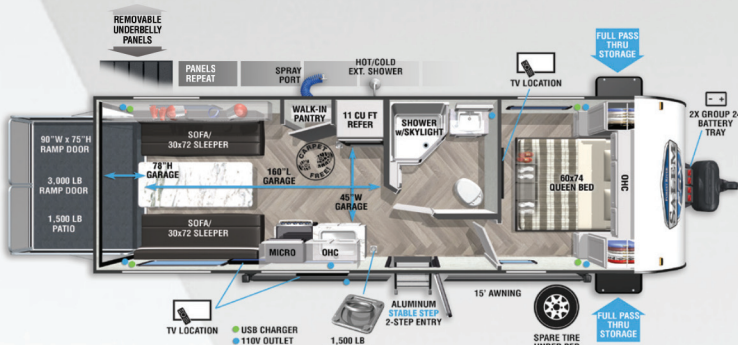 REMOVABLE
UNDERBELLY
PANELS
PANELS
REPEAT
SPRAY
PORT
HOT/COLD
EXT. SHOWER
TV LOCATION
FULL PASS
THRU
STORAGE
2X GROUP 24
BATTERY
TRAY
WALK-IN
PANTRY
11 CU FT
REFER
SHOWER
w/SKYLIGHT
90"W x 75"H
RAMP DOOR
3,000 LB
RAMP DOOR
1,500 LB
PATIO
SOFA/
30x72 SLEEPER
78"H
GARAGE
160"L
GARAGE
CARPET
FREE!
45"W
GARAGE
60x74
QUEEN BED
OHC
SOFA/
30x72 SLEEPER
MICRO
OHC
TV LOCATION
USB CHARGER
110V OUTLET
1,500 LB
ALUMINUM
STABLE STEP
2-STEP ENTRY
15' AWNING
SPARE TIRE
UNDER BED
FULL PASS
THRU
STORAGE